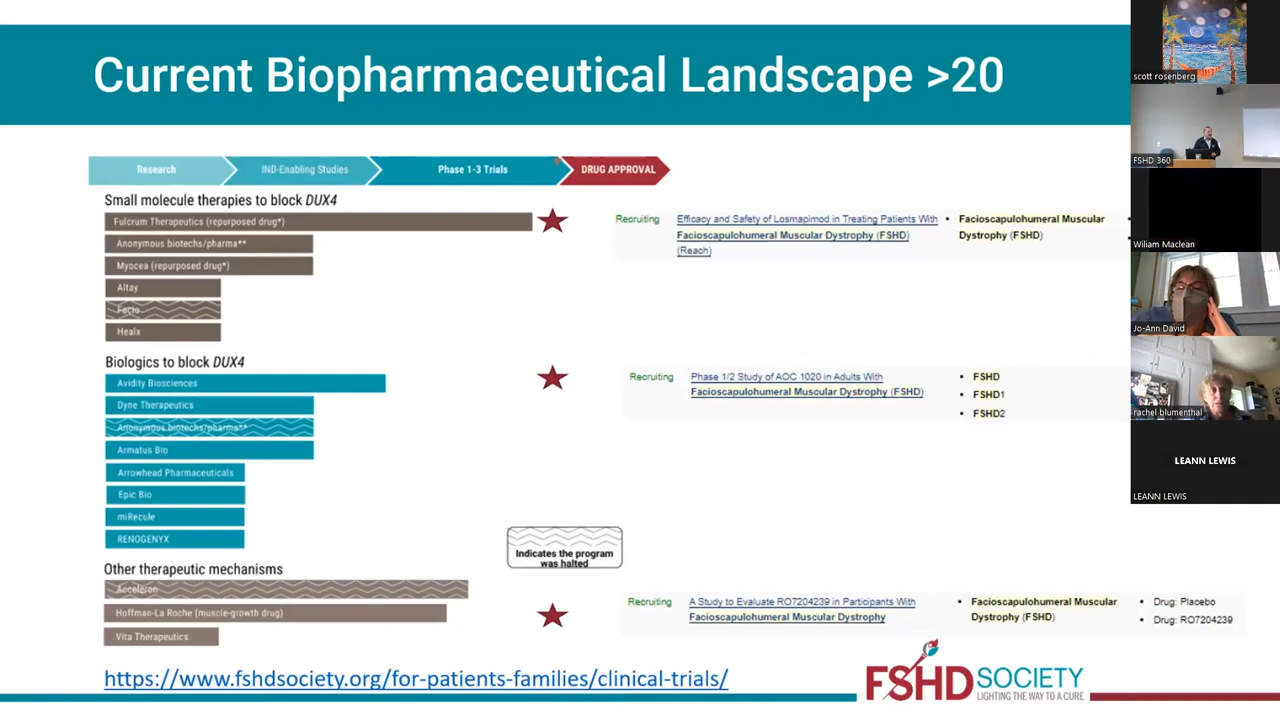 Current Biopharmaceutical Landscape >20
Research
IND-Enabling Studies
Phase 1-3 Trials
DRUG APPROVAL
Small molecule therapies to block DUX4
Fulcrum Therapeutics (repurposed drug*)
Anonymous biotechs/pharma**
Myocea (repurposed drug*)
Altay
Facio
Healx
Recruiting
Efficacy and Safety of Losmapimod in Treating Patients With
Facioscapulohumeral Muscular Dystrophy (FSHD)
(Reach)
• Facioscapulohumeral Muscular
Dystrophy (FSHD)
Biologics to block DUX4
Avidity Biosciences
Dyne Therapeutics
Anonymous biotechs/pharma**
Armatus Bio
Arrowhead Pharmaceuticals
Epic Bio
miRecule
RENOGENYX
Recruiting
Phase 1/2 Study of AOC 1020 in Adults With
Facioscapulohumeral Muscular Dystrophy (FSHD)
• FSHD
• FSHD1
• FSHD2
Indicates the program
was halted
Other therapeutic mechanisms
Acceleron
Hoffman-La Roche (muscle-growth drug)
Vita Therapeutics
Recruiting
A Study to Evaluate RO7204239 in Participants With
Facioscapulohumeral Muscular Dystrophy
• Facioscapulohumeral Muscular
Dystrophy (FSHD)
• Drug: Placebo
• Drug: RO7204239
https://www.fshdsociety.org/for-patients-families/clinical-trials/
FSHD SOCIETY
LIGHTING THE WAY TO A CURE
scott rosenberg
FSHD 360
Wiliam Maclean
Jo-Ann David
rachel blumenthal
LEANN LEWIS
LEANN LEWIS